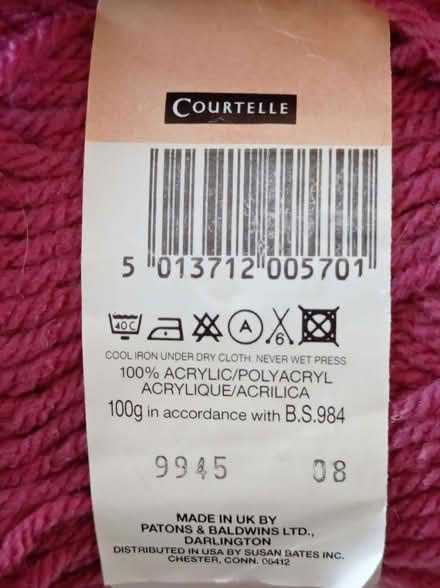 COURTELLE
5 013712 005701
40C A 6
COOL IRON UNDER DRY CLOTH. NEVER WET PRESS.
100% ACRYLIC/POLYACRYL
ACRYLIQUE/ACRILICA
100g in accordance with B.S.984
9945 08
MADE IN UK BY
PATONS & BALDWINS LTD.,
DARLINGTON
DISTRIBUTED IN USA BY SUSAN BATES INC.
CHESTER, CONN. 06412